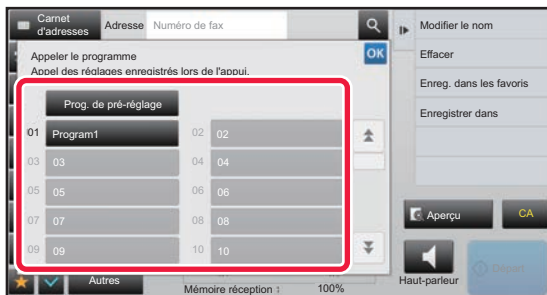 Carnet d'adresses
Adresse
Numéro de fax
Modifier le nom
Appeler le programme
OK
Appel des réglages enregistrés lors de l'appui.
Effacer
Enreg. dans les favoris
Enregistrer dans
Prog. de pré-réglage
01 Program1
02 02
03 03
04 04
05 05
06 06
07 07
08 08
09 09
10 10
Aperçu
CA
Autres
Mémoire réception : 100%
Haut-parleur
Départ